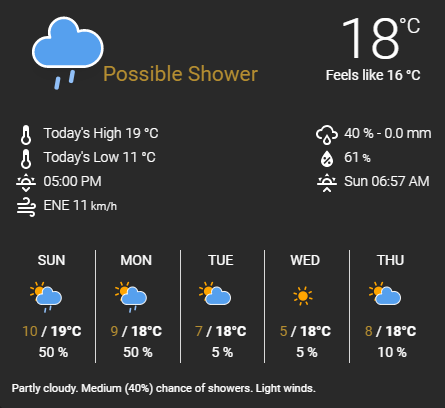 18°C
Possible Shower
Feels like 16 °C
Today's High 19 °C
40 % - 0.0 mm
Today's Low 11 °C
61 %
05:00 PM
Sun 06:57 AM
ENE 11 km/h
SUN MON TUE WED THU
10 / 19°C 9 / 18°C 7 / 18°C 5 / 18°C 8 / 18°C
50 % 50 % 5 % 5 % 10 %
Partly cloudy. Medium (40%) chance of showers. Light winds.